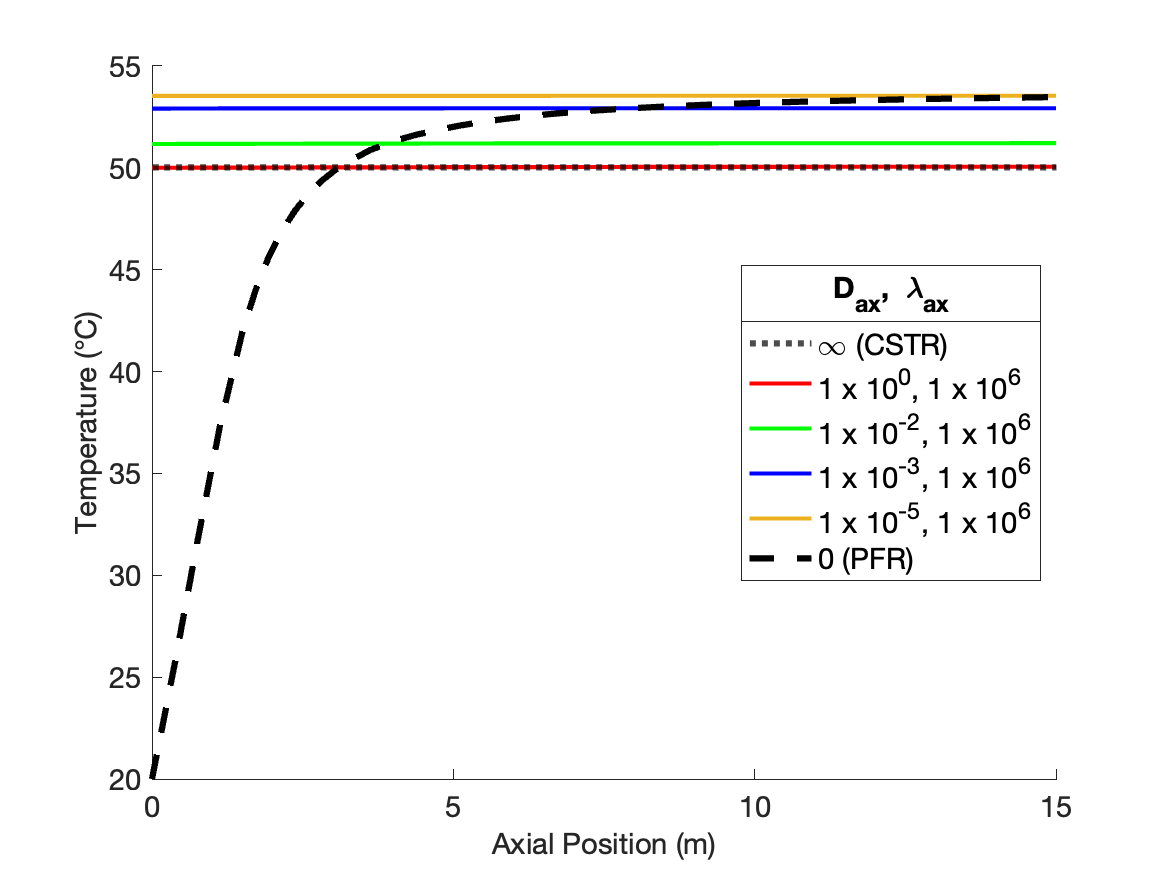 55
50
45
40
35
30
25
20
0
5
10
15
Temperature (°C)
Axial Position (m)
D_ax, λ_ax
∞ (CSTR)
1 x 10^0, 1 x 10^6
1 x 10^-2, 1 x 10^6
1 x 10^-3, 1 x 10^6
1 x 10^-5, 1 x 10^6
0 (PFR)